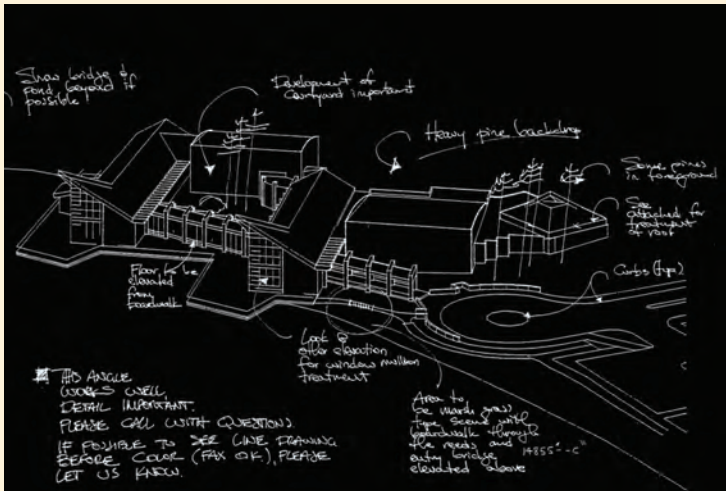 Show bridge &
pond beyond if
possible!
Development of
courtyard important
Heavy pine backdrop
Some pines
in foreground
See
attached for
treatment
of rest
Curbs (typ.)
Floor to be
elevated
from
boardwalk
Look @
other elevation
for window mullion
treatment
Area to
be marsh grass
type scene with
boardwalk through
the reeds and
entry bridge
elevated above
THIS ANGLE
WORKS WELL,
DETAIL IMPORTANT.
PLEASE CALL WITH QUESTIONS.
IF POSSIBLE TO SEE LINE DRAWING
BEFORE COLOR (FAX OK.), PLEASE
LET US KNOW.